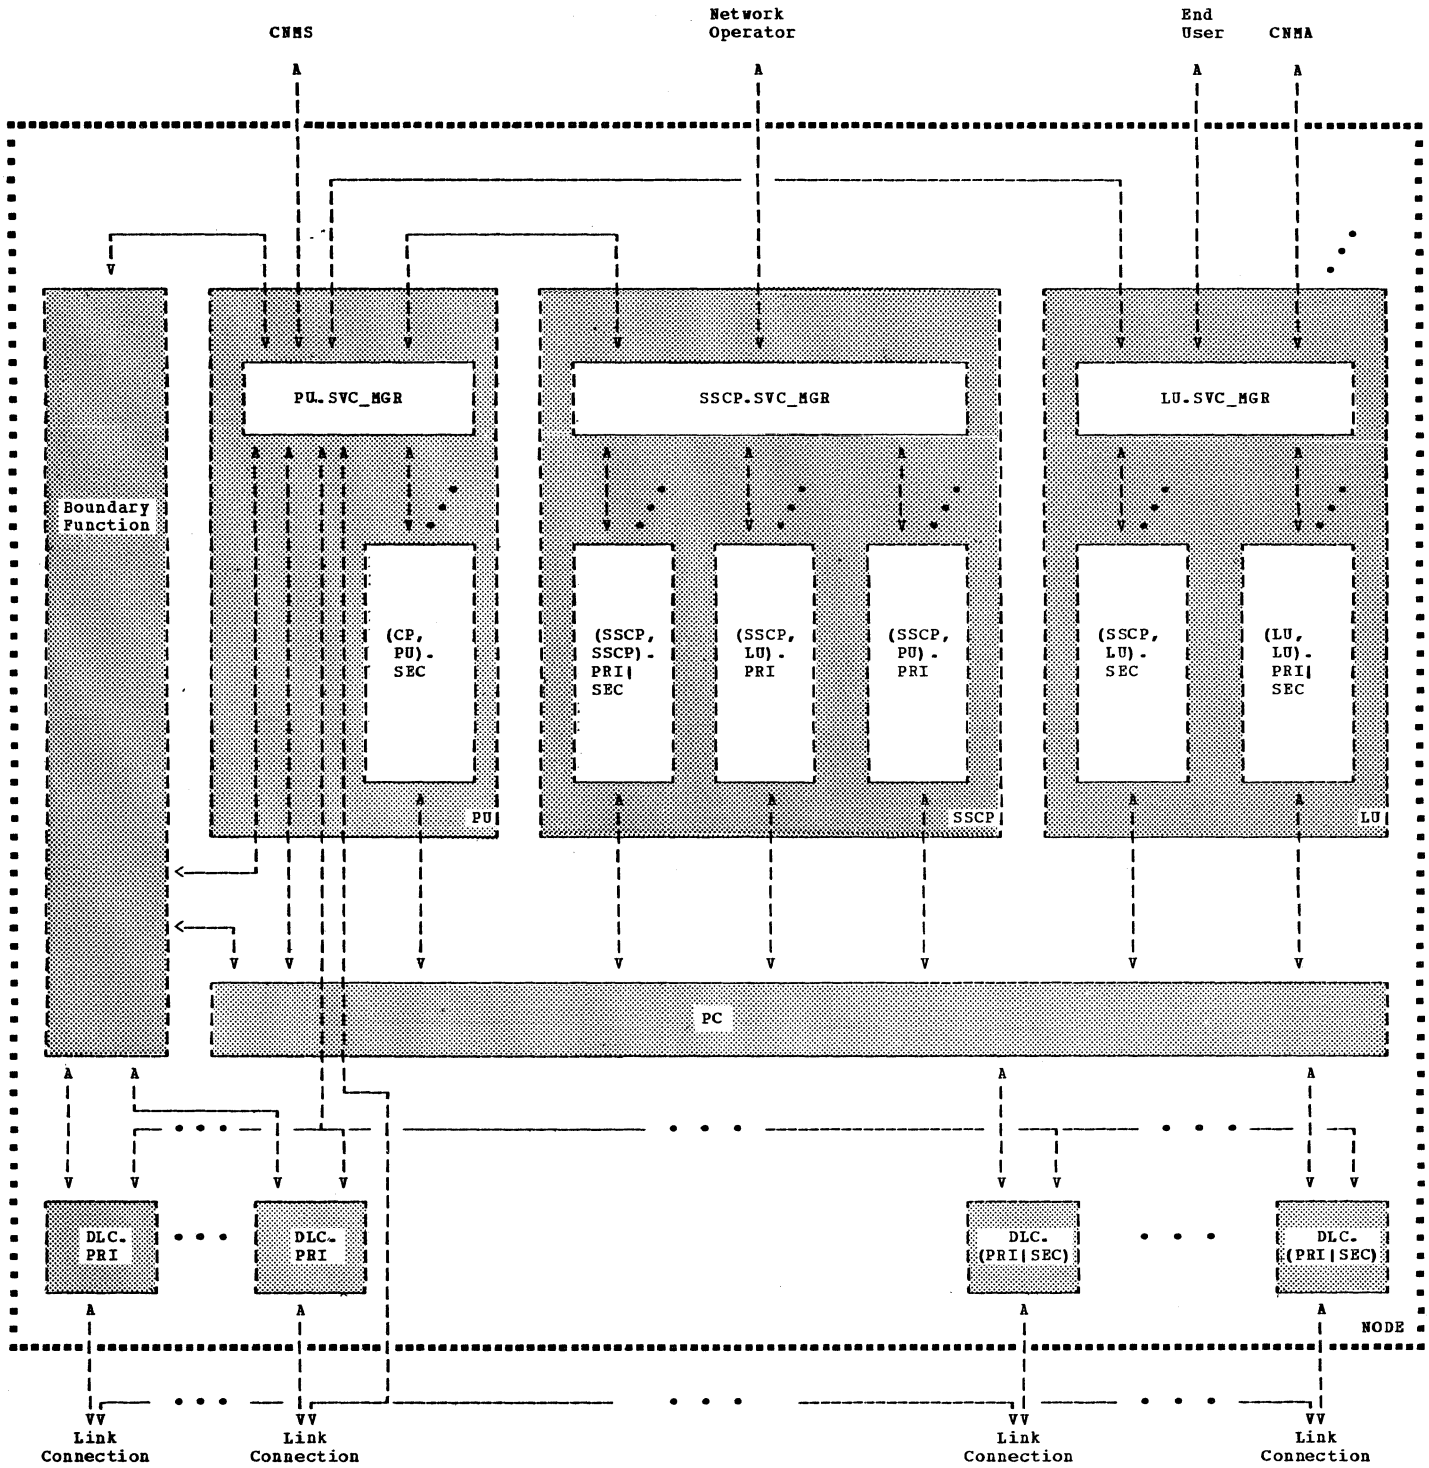 Network
Operator
End
User
CNMS
CNMA
PU.SVC_MGR
SSCP.SVC_MGR
LU.SVC_MGR
Boundary
Function
(CP,
PU).
SEC
(SSCP,
SSCP).
PRI|
SEC
(SSCP,
LU).
PRI
(SSCP,
PU).
PRI
(SSCP,
LU).
SEC
(LU,
LU).
PRI|
SEC
PU
SSCP
LU
PC
DLC.
PRI
DLC.
PRI
DLC.
(PRI|SEC)
DLC.
(PRI|SEC)
NODE
Link
Connection
Link
Connection
Link
Connection
Link
Connection